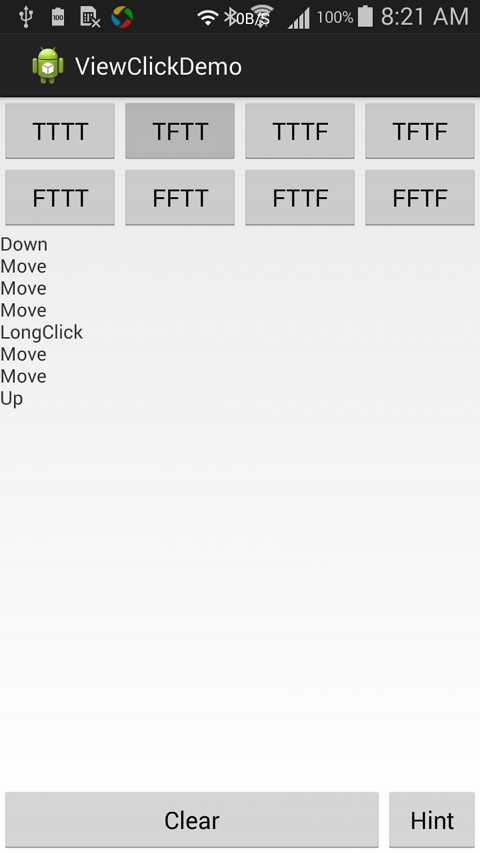 100 0B/S 100% 8:21 AM
ViewClickDemo
TTTT TFTT TTTF TFTF
FTTT FFTT FTTF FFTF
Down
Move
Move
Move
LongClick
Move
Move
Up
Clear Hint